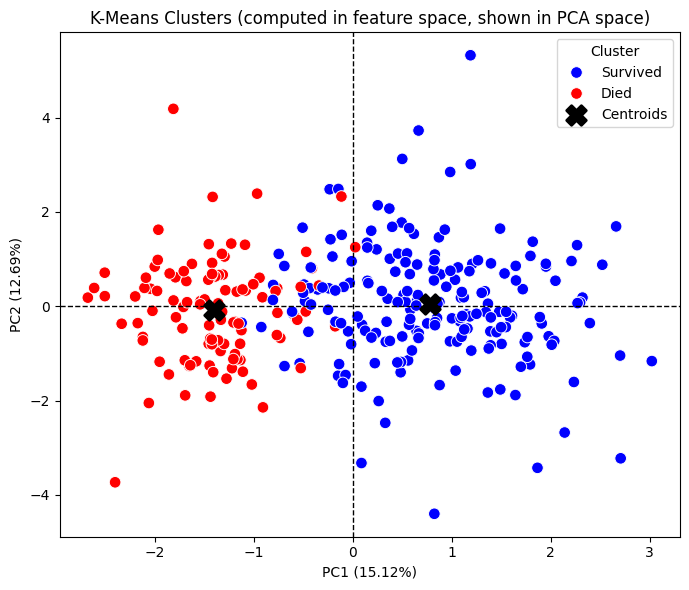 K-Means Clusters (computed in feature space, shown in PCA space)
Cluster
Survived
Died
Centroids
4
2
0
−2
−4
PC2 (12.69%)
−2 −1 0 1 2 3
PC1 (15.12%)